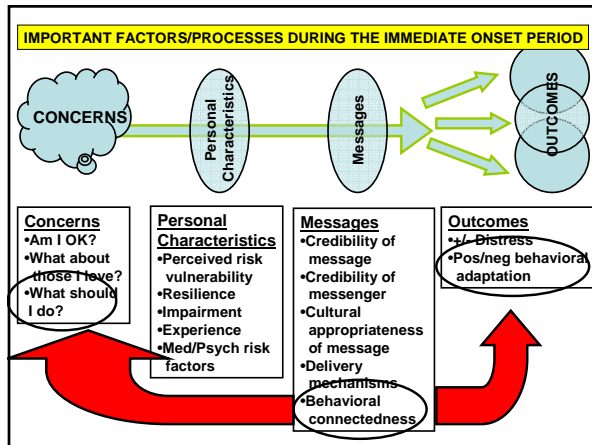 IMPORTANT FACTORS/PROCESSES DURING THE IMMEDIATE ONSET PERIOD
CONCERNS
Personal
Characteristics
Messages
OUTCOMES
Concerns
•Am I OK?
•What about
those I love?
•What should
I do?
Personal
Characteristics
•Perceived risk
vulnerability
•Resilience
•Impairment
•Experience
•Med/Psych risk
factors
Messages
•Credibility of
message
•Credibility of
messenger
•Cultural
appropriateness
of message
•Delivery
mechanisms
•Behavioral
connectedness
Outcomes
•+/- Distress
•Pos/neg behavioral
adaptation